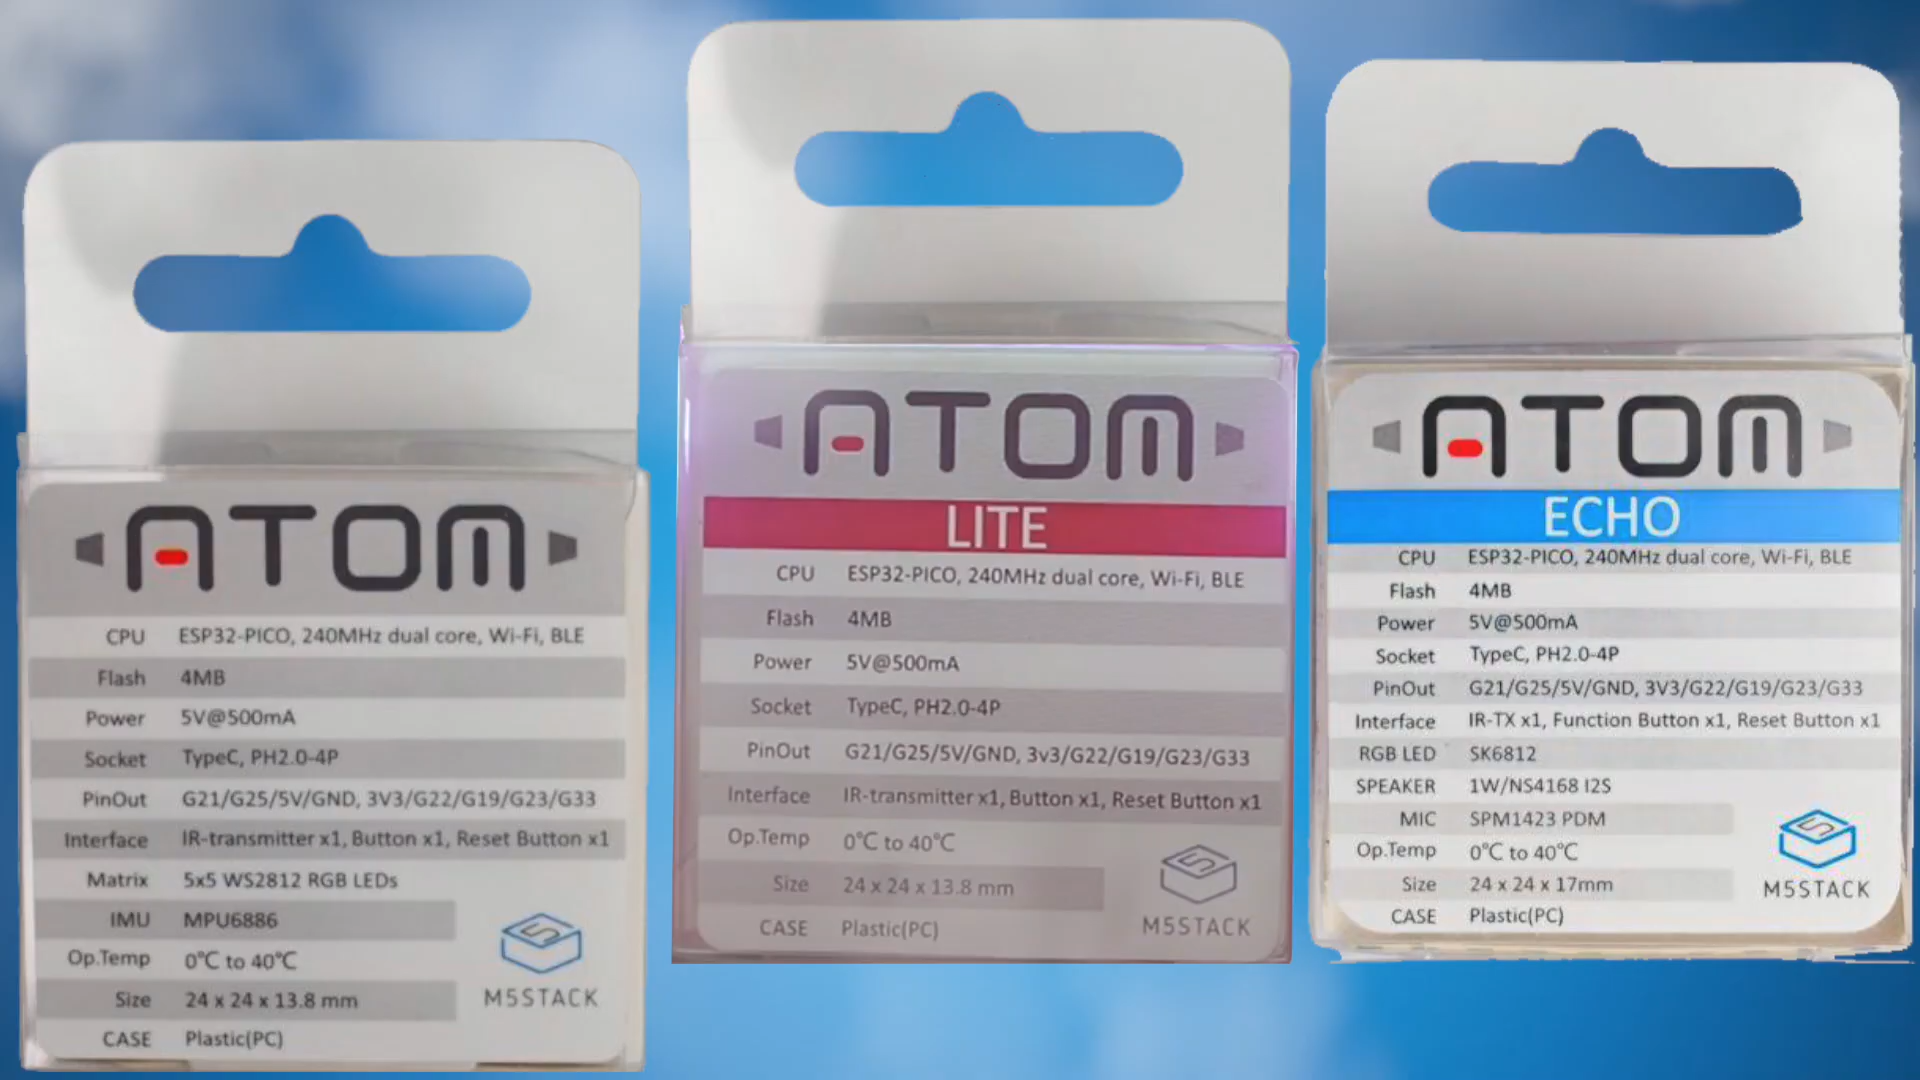 ATOM
CPU ESP32-PICO, 240MHz dual core, Wi-Fi, BLE
Flash 4MB
Power 5V@500mA
Socket TypeC, PH2.0-4P
PinOut G21/G25/5V/GND, 3V3/G22/G19/G23/G33
Interface IR-transmitter x1, Button x1, Reset Button x1
Matrix 5x5 WS2812 RGB LEDs
IMU MPU6886
Op.Temp 0℃ to 40℃
Size 24 x 24 x 13.8 mm
CASE Plastic(PC)
M5STACK
ATOM
LITE
CPU ESP32-PICO, 240MHz dual core, Wi-Fi, BLE
Flash 4MB
Power 5V@500mA
Socket TypeC, PH2.0-4P
PinOut G21/G25/5V/GND, 3v3/G22/G19/G23/G33
Interface IR-transmitter x1, Button x1, Reset Button x1
Op.Temp 0℃ to 40℃
Size 24 x 24 x 13.8 mm
CASE Plastic(PC)
M5STACK
ATOM
ECHO
CPU ESP32-PICO, 240MHz dual core, Wi-Fi, BLE
Flash 4MB
Power 5V@500mA
Socket TypeC, PH2.0-4P
PinOut G21/G25/5V/GND, 3V3/G22/G19/G23/G33
Interface IR-TX x1, Function Button x1, Reset Button x1
RGB LED SK6812
SPEAKER 1W/NS4168 I2S
MIC SPM1423 PDM
Op.Temp 0℃ to 40℃
Size 24 x 24 x 17mm
CASE Plastic(PC)
M5STACK